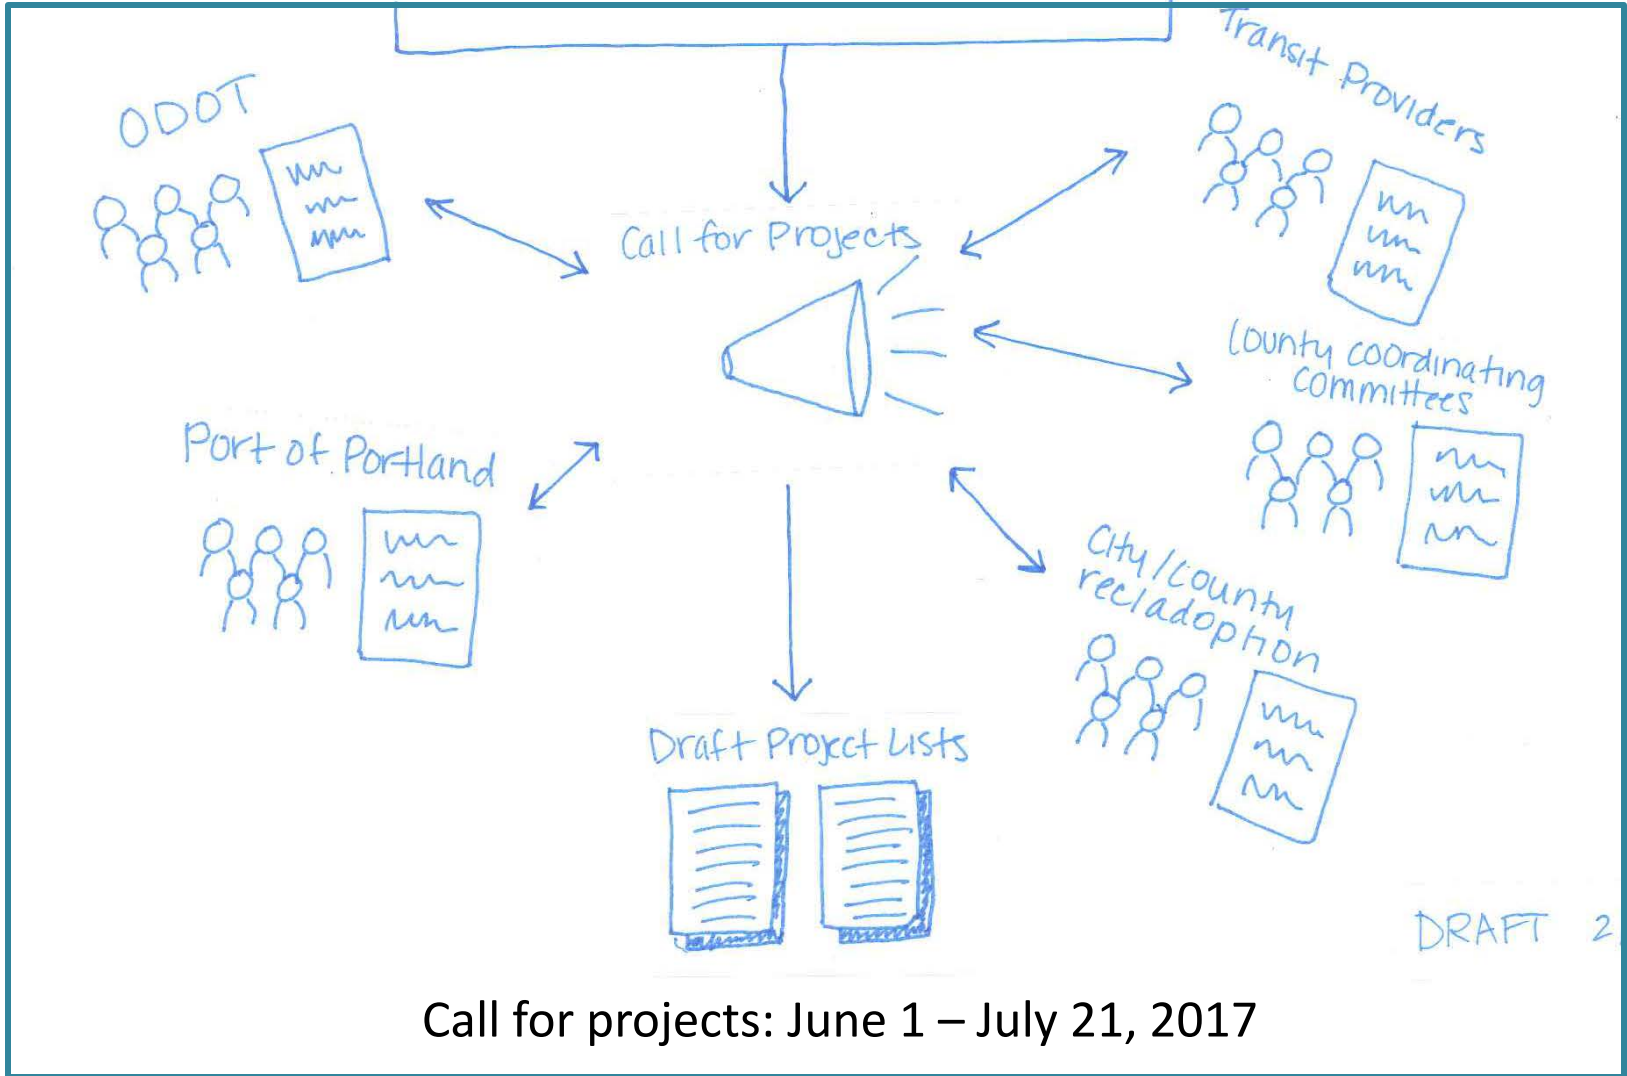 Transit Providers
ODOT
Call for Projects
County coordinating
committees
Port of Portland
City/county
rec/adoption
Draft Project Lists
DRAFT 2
Call for projects: June 1 – July 21, 2017